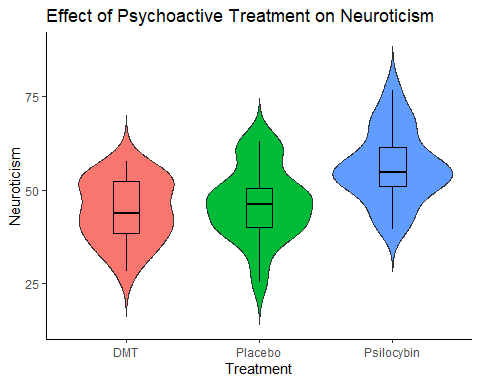 Effect of Psychoactive Treatment on Neuroticism
75
50
25
Neuroticism
DMT
Placebo
Psilocybin
Treatment